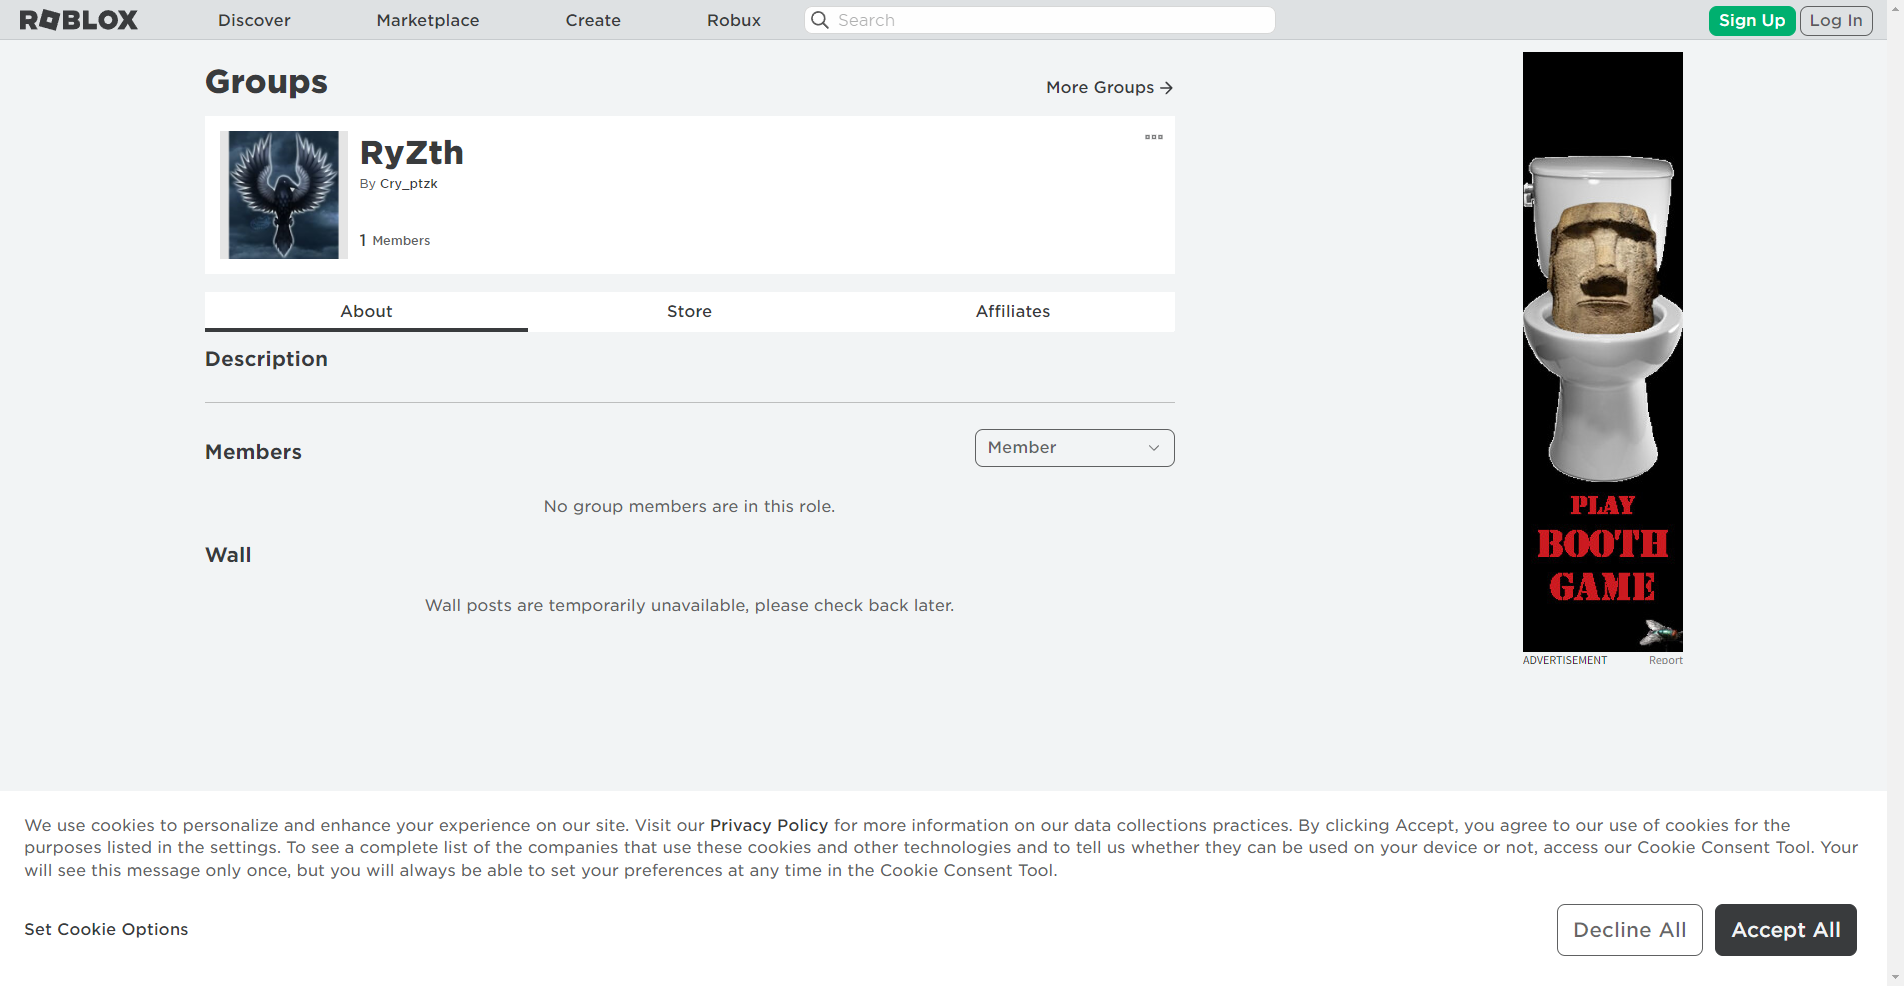 ROBLOX Discover Marketplace Create Robux Search Sign Up Log In
Groups
More Groups
RyZth
By Cry_ptzk
1 Members
About Store Affiliates
Description
Members
Member
No group members are in this role.
Wall
Wall posts are temporarily unavailable, please check back later.
PLAY
BOOTH
GAME
ADVERTISEMENT Report
We use cookies to personalize and enhance your experience on our site. Visit our Privacy Policy for more information on our data collections practices. By clicking Accept, you agree to our use of cookies for the
purposes listed in the settings. To see a complete list of the companies that use these cookies and other technologies and to tell us whether they can be used on your device or not, access our Cookie Consent Tool. Your
will see this message only once, but you will always be able to set your preferences at any time in the Cookie Consent Tool.
Set Cookie Options
Decline All Accept All